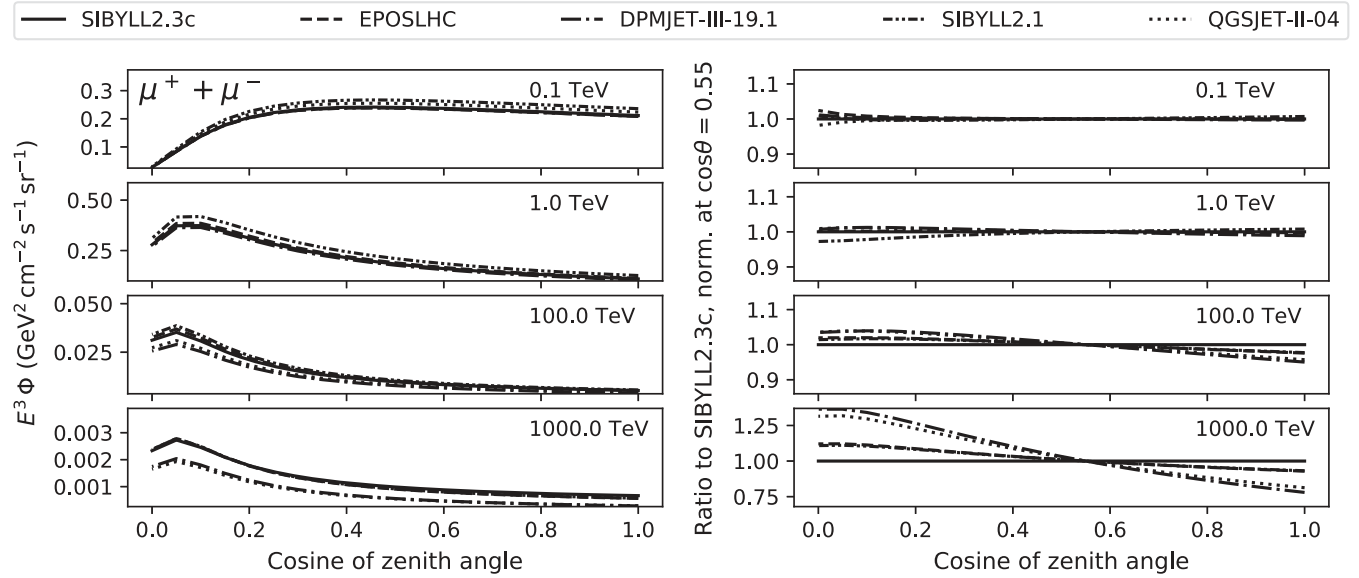 SIBYLL2.3c EPOSLHC DPMJET-III-19.1 SIBYLL2.1 QGSJET-II-04
E³ Φ (GeV² cm⁻² s⁻¹ sr⁻¹)
μ⁺ + μ⁻
0.1 TeV
0.3
0.2
0.1
1.0 TeV
0.50
0.25
100.0 TeV
0.050
0.025
1000.0 TeV
0.003
0.002
0.001
0.0 0.2 0.4 0.6 0.8 1.0
Cosine of zenith angle
Ratio to SIBYLL2.3c, norm. at cosθ = 0.55
0.1 TeV
1.1
1.0
0.9
1.0 TeV
1.1
1.0
0.9
100.0 TeV
1.1
1.0
0.9
1000.0 TeV
1.25
1.00
0.75
0.0 0.2 0.4 0.6 0.8 1.0
Cosine of zenith angle